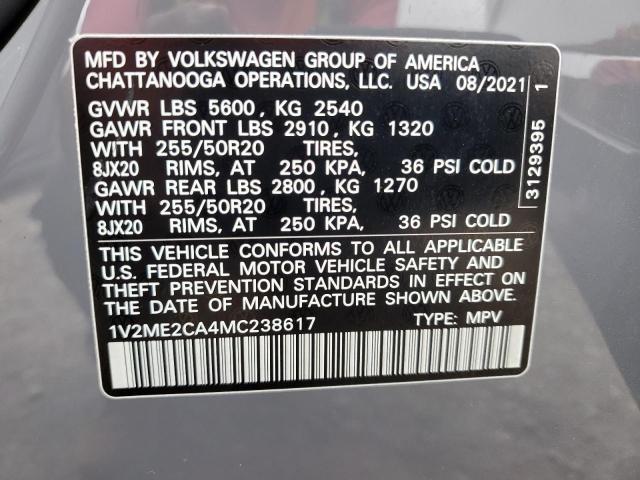 MFD BY VOLKSWAGEN GROUP OF AMERICA
CHATTANOOGA OPERATIONS, LLC. USA 08/2021
GVWR LBS 5600, KG 2540
GAWR FRONT LBS 2910, KG 1320
WITH 255/50R20 TIRES,
8JX20 RIMS, AT 250 KPA, 36 PSI COLD
GAWR REAR LBS 2800, KG 1270
WITH 255/50R20 TIRES,
8JX20 RIMS, AT 250 KPA, 36 PSI COLD
THIS VEHICLE CONFORMS TO ALL APPLICABLE
U.S. FEDERAL MOTOR VEHICLE SAFETY AND
THEFT PREVENTION STANDARDS IN EFFECT ON
THE DATE OF MANUFACTURE SHOWN ABOVE.
1V2ME2CA4MC238617 TYPE: MPV
3129395 1